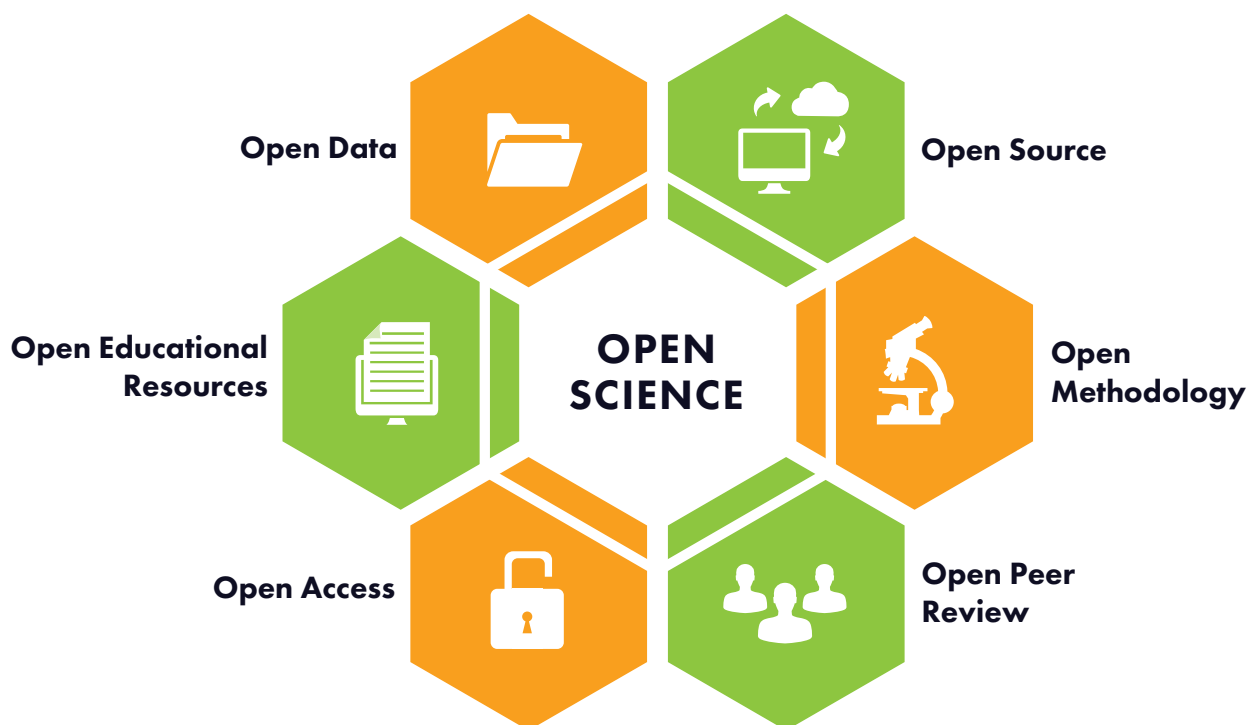 Open Data
Open Source
Open Educational
Resources
OPEN
SCIENCE
Open
Methodology
Open Access
Open Peer
Review